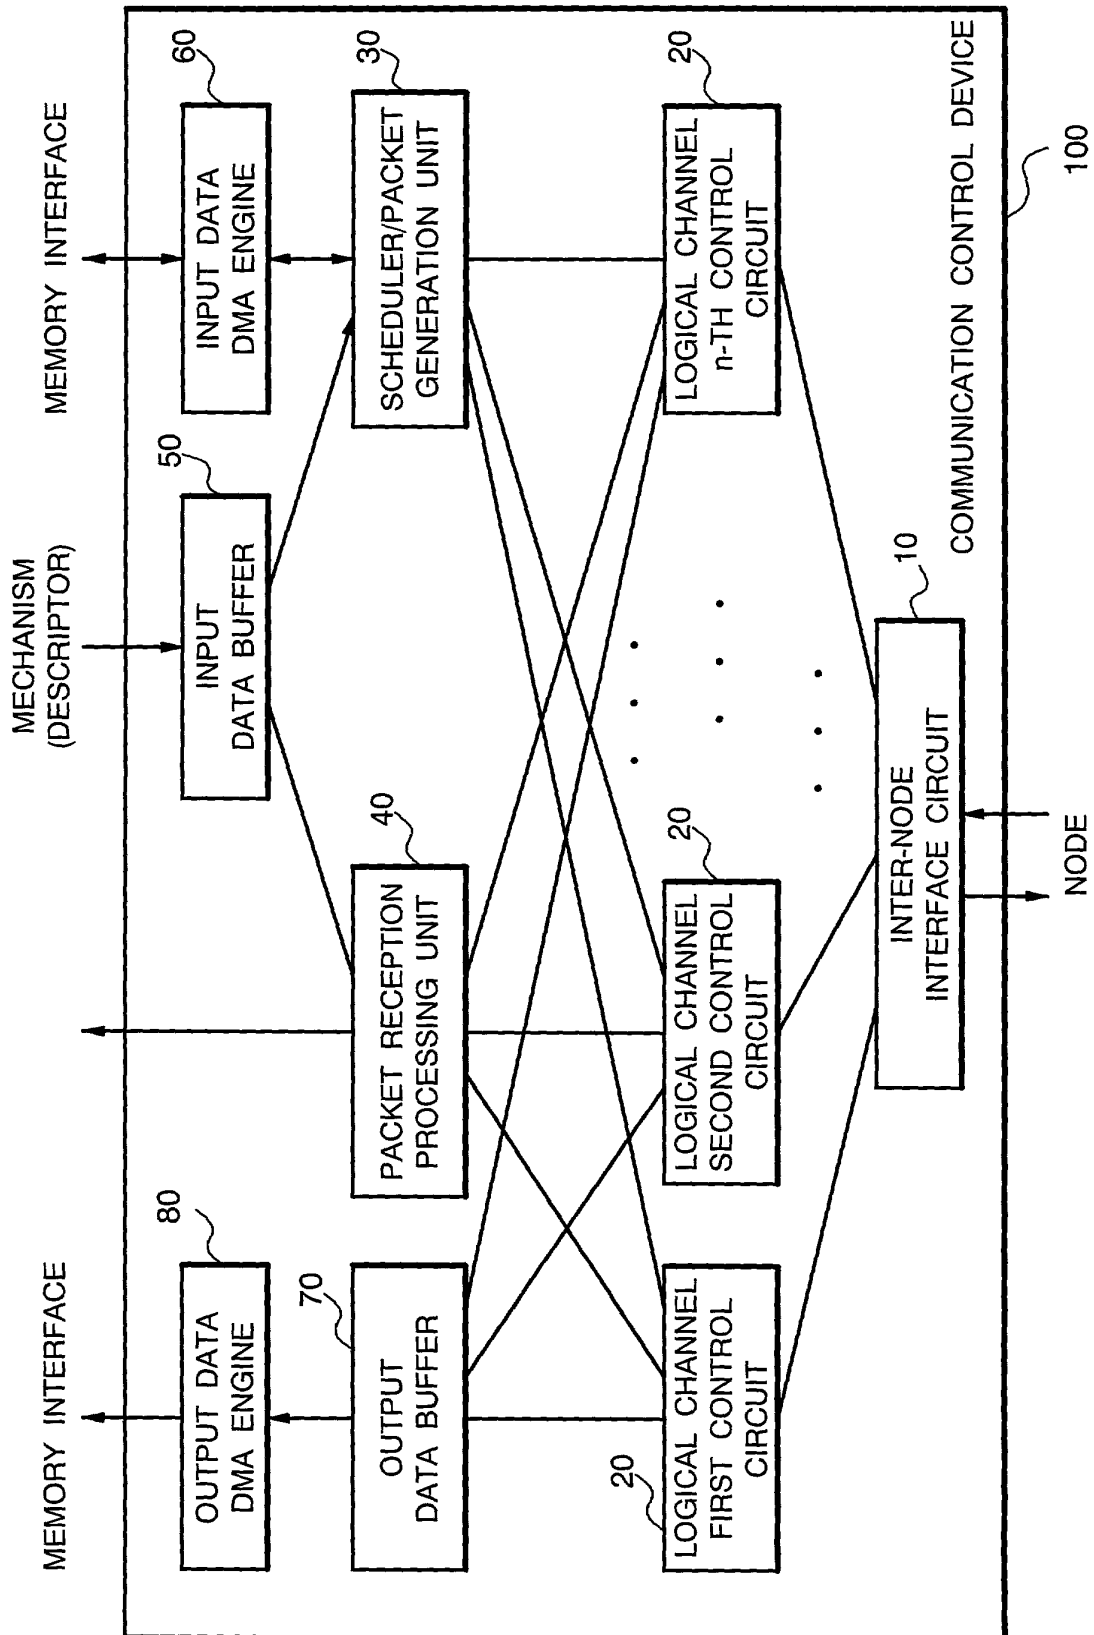 MEMORY INTERFACE
MECHANISM
(DESCRIPTOR)
MEMORY INTERFACE
80
OUTPUT DATA
DMA ENGINE
50
INPUT
DATA BUFFER
60
INPUT DATA
DMA ENGINE
70
OUTPUT
DATA BUFFER
40
PACKET RECEPTION
PROCESSING UNIT
30
SCHEDULER/PACKET
GENERATION UNIT
20
LOGICAL CHANNEL
FIRST CONTROL
CIRCUIT
20
LOGICAL CHANNEL
SECOND CONTROL
CIRCUIT
20
LOGICAL CHANNEL
n-TH CONTROL
CIRCUIT
10
INTER-NODE
INTERFACE CIRCUIT
COMMUNICATION CONTROL DEVICE
NODE
100